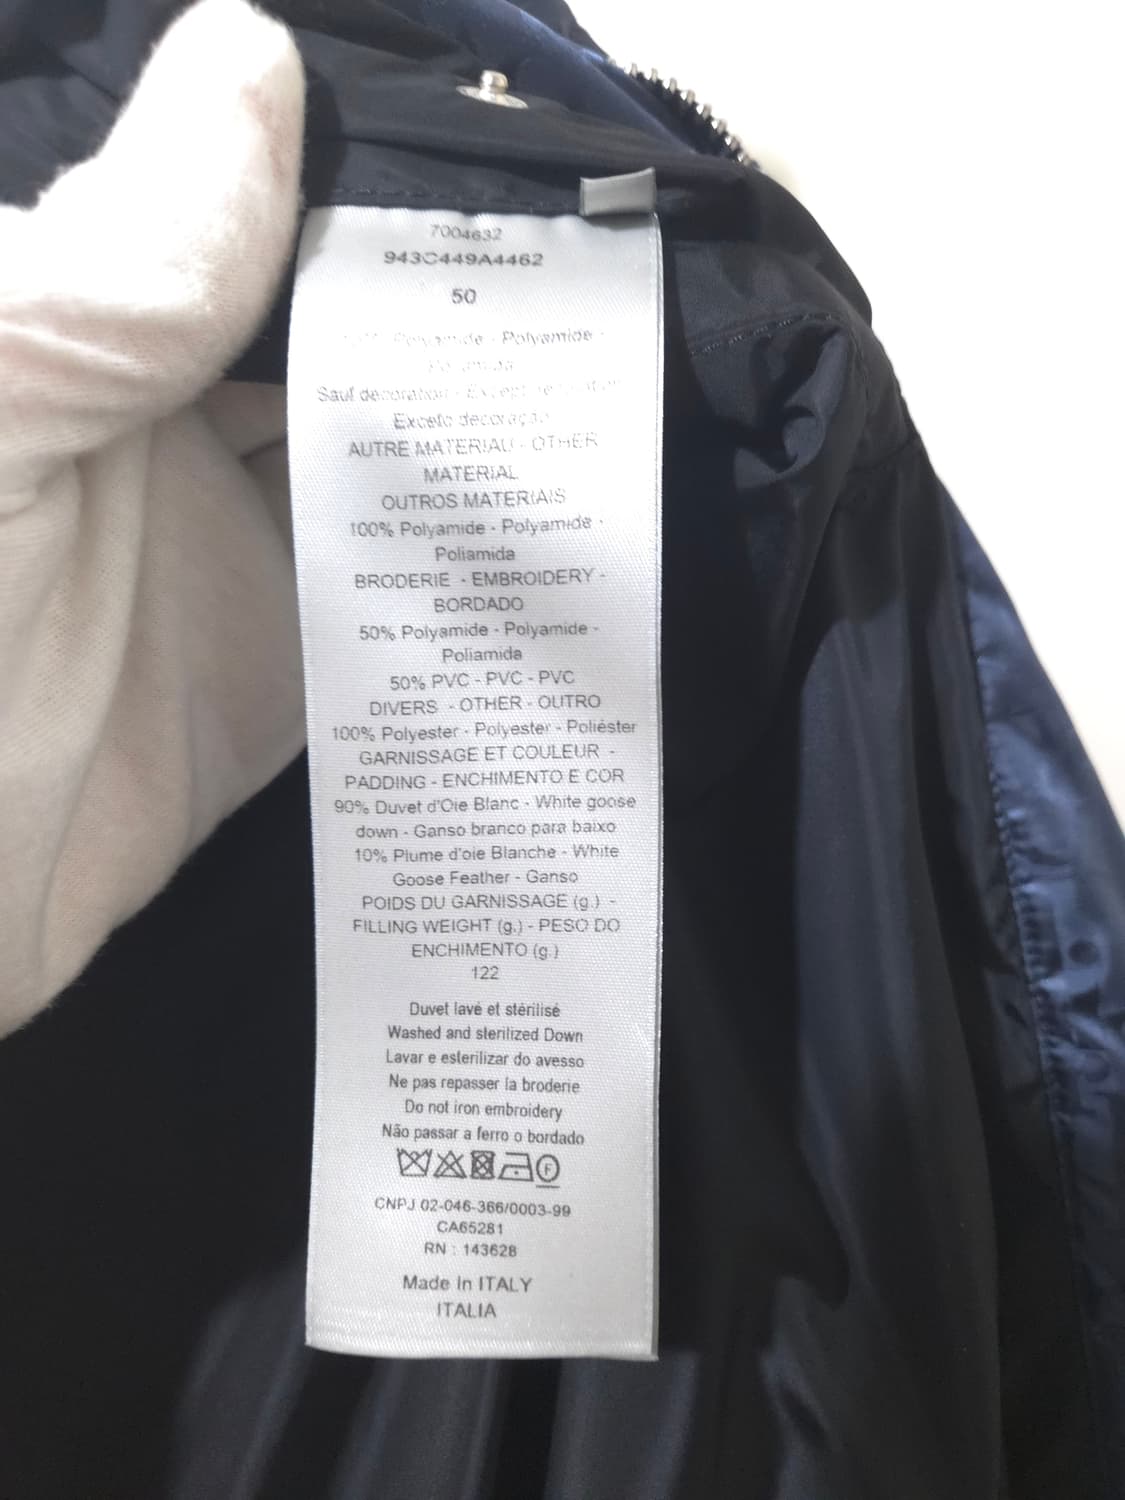 7004632
943C449A4462
50
Polyamide - Polyamide -
Sauf decoration - Except decoration
Exceto decoração
AUTRE MATERIAU - OTHER
MATERIAL
OUTROS MATERIAIS
100% Polyamide - Polyamide -
Poliamida
BRODERIE - EMBROIDERY -
BORDADO
50% Polyamide - Polyamide -
Poliamida
50% PVC - PVC - PVC
DIVERS - OTHER - OUTRO
100% Polyester - Polyester - Poliéster
GARNISSAGE ET COULEUR -
PADDING - ENCHIMENTO E COR
90% Duvet d'Oie Blanc - White goose
down - Ganso branco para baixo
10% Plume d'oie Blanche - White
Goose Feather - Ganso
POIDS DU GARNISSAGE (g.) -
FILLING WEIGHT (g.) - PESO DO
ENCHIMENTO (g.)
122
Duvet lavé et stérilisé
Washed and sterilized Down
Lavar e esterilizar do avesso
Ne pas repasser la broderie
Do not iron embroidery
Não passar a ferro o bordado
F
CNPJ 02-046-366/0003-99
CA65281
RN : 143628
Made In ITALY
ITALIA